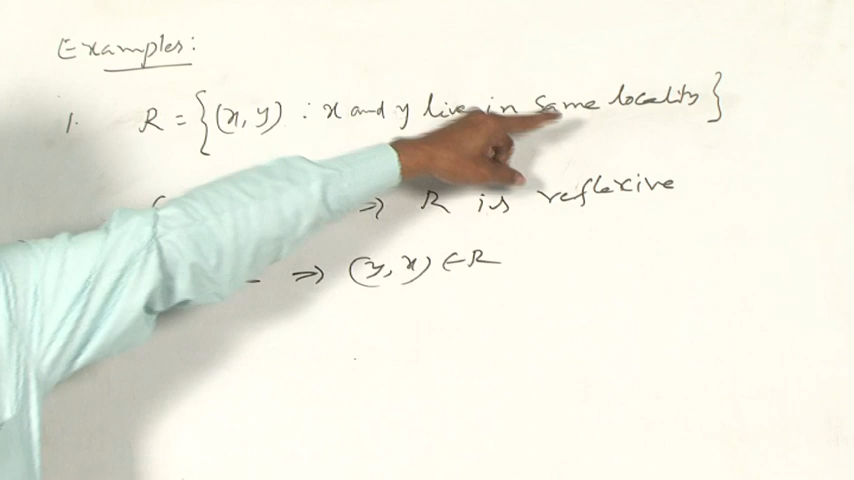 Examples:
1. R = {(x, y) : x and y live in same locality}
⇒ R is reflexive
⇒ (y, x) ∈ R